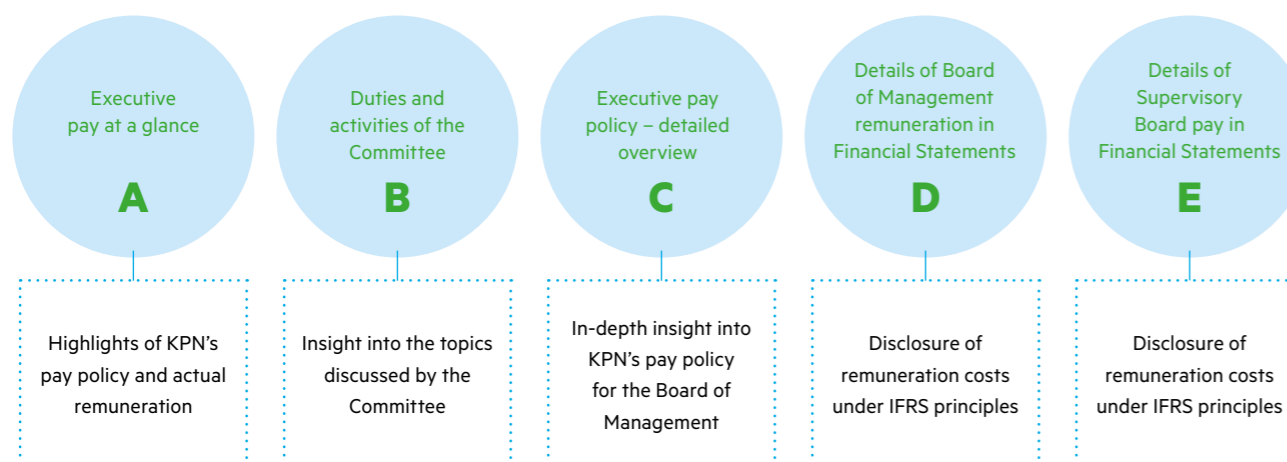 Executive
pay at a glance
A
Duties and
activities of the
Committee
B
Executive pay
policy – detailed
overview
C
Details of Board
of Management
remuneration in
Financial Statements
D
Details of
Supervisory
Board pay in
Financial Statements
E
Highlights of KPN’s
pay policy and actual
remuneration
Insight into the topics
discussed by the
Committee
In-depth insight into
KPN’s pay policy
for the Board of
Management
Disclosure of
remuneration costs
under IFRS principles
Disclosure of
remuneration costs
under IFRS principles